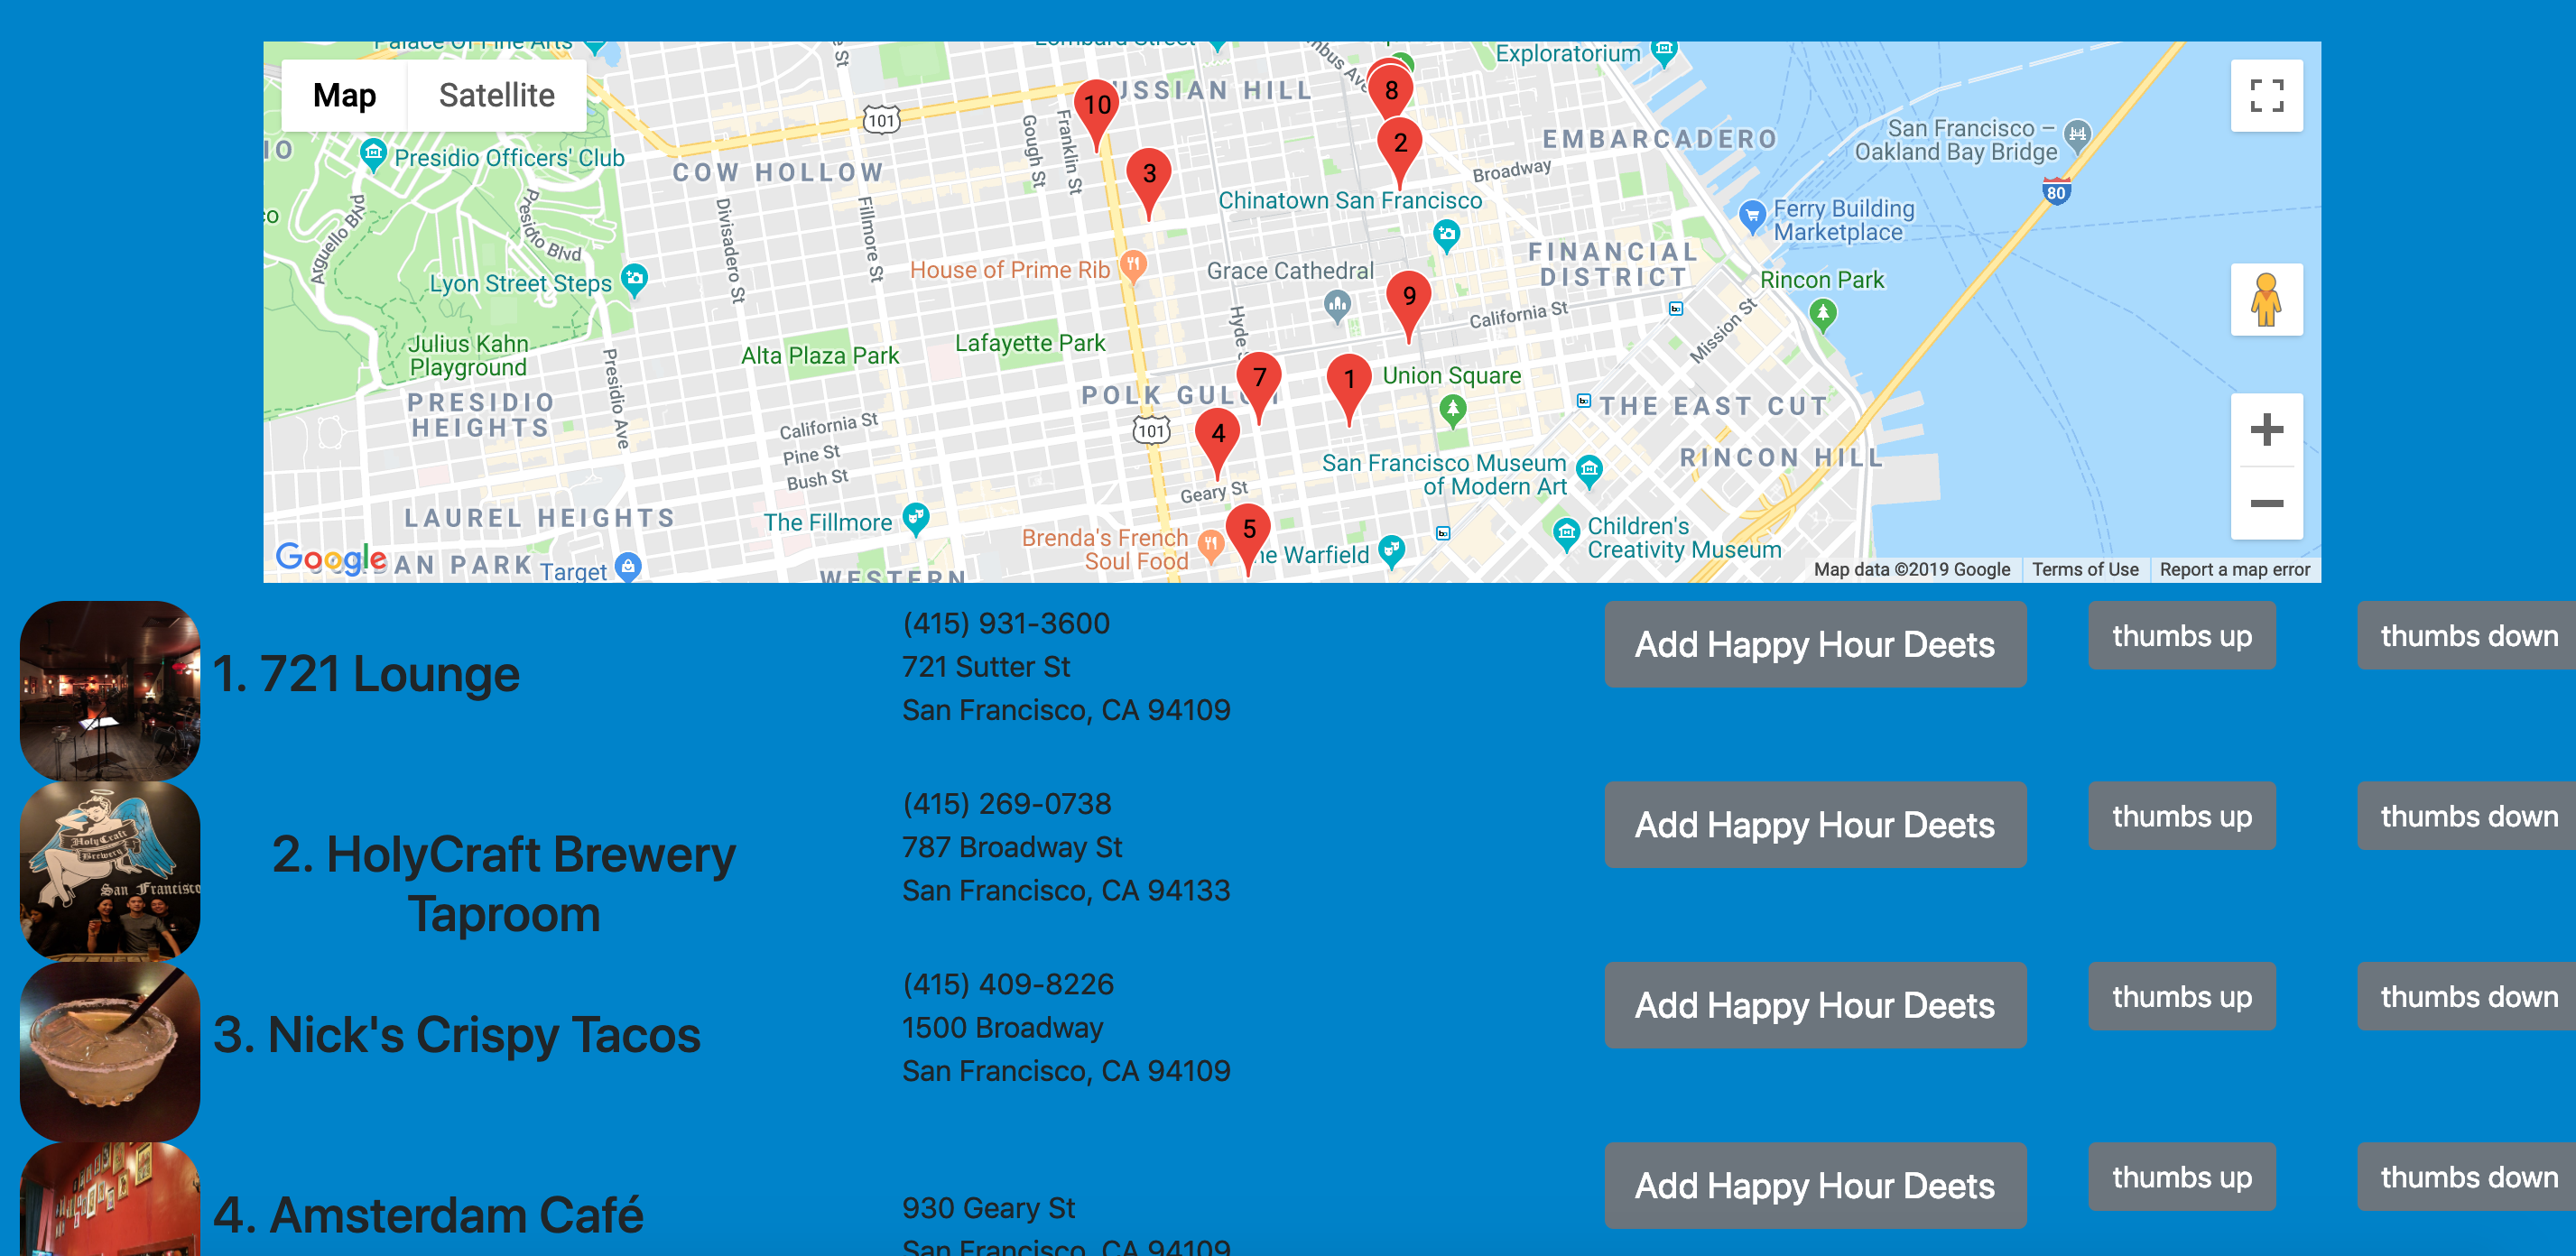 Palace Of Fine Arts
Lombard Street
Exploratorium
Map
Satellite
10
USSIAN HILL
8
2
101
EMBARCADERO
San Francisco –
Oakland Bay Bridge
IO
Presidio Officers' Club
COW HOLLOW
Gough St
Franklin St
3
Broadway
80
Chinatown San Francisco
Ferry Building
Marketplace
Arguello Blvd
Presidio Blvd
Divisadero St
Fillmore St
House of Prime Rib
Grace Cathedral
FINANCIAL
DISTRICT
Rincon Park
Lyon Street Steps
9
California St
Mission St
Hyde S
Julius Kahn
Playground
Alta Plaza Park
Lafayette Park
7
1
Union Square
Presidio Ave
PRESIDIO
HEIGHTS
POLK GUL
THE EAST CUT
California St
Pine St
Bush St
101
4
San Francisco Museum
of Modern Art
RINCON HILL
Geary St
LAUREL HEIGHTS
The Fillmore
Brenda's French
Soul Food
5
he Warfield
Children's
Creativity Museum
Google
AN PARK
Target
WESTERN
Map data ©2019 Google
Terms of Use
Report a map error
1. 721 Lounge
(415) 931-3600
721 Sutter St
San Francisco, CA 94109
Add Happy Hour Deets
thumbs up
thumbs down
HolyCraft
Brewery
San Francisco
2. HolyCraft Brewery
Taproom
(415) 269-0738
787 Broadway St
San Francisco, CA 94133
Add Happy Hour Deets
thumbs up
thumbs down
3. Nick's Crispy Tacos
(415) 409-8226
1500 Broadway
San Francisco, CA 94109
Add Happy Hour Deets
thumbs up
thumbs down
4. Amsterdam Café
930 Geary St
San Francisco, CA 94109
Add Happy Hour Deets
thumbs up
thumbs down